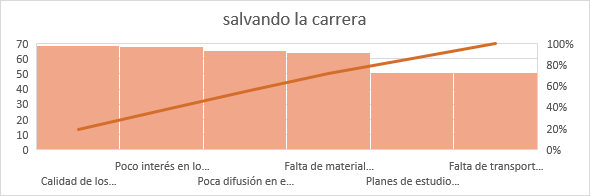 salvando la carrera
70
60
50
40
30
20
10
0
100%
80%
60%
40%
20%
0%
Poco interés en lo...
Falta de material...
Falta de transport...
Calidad de los...
Poca difusión en e...
Planes de estudio...